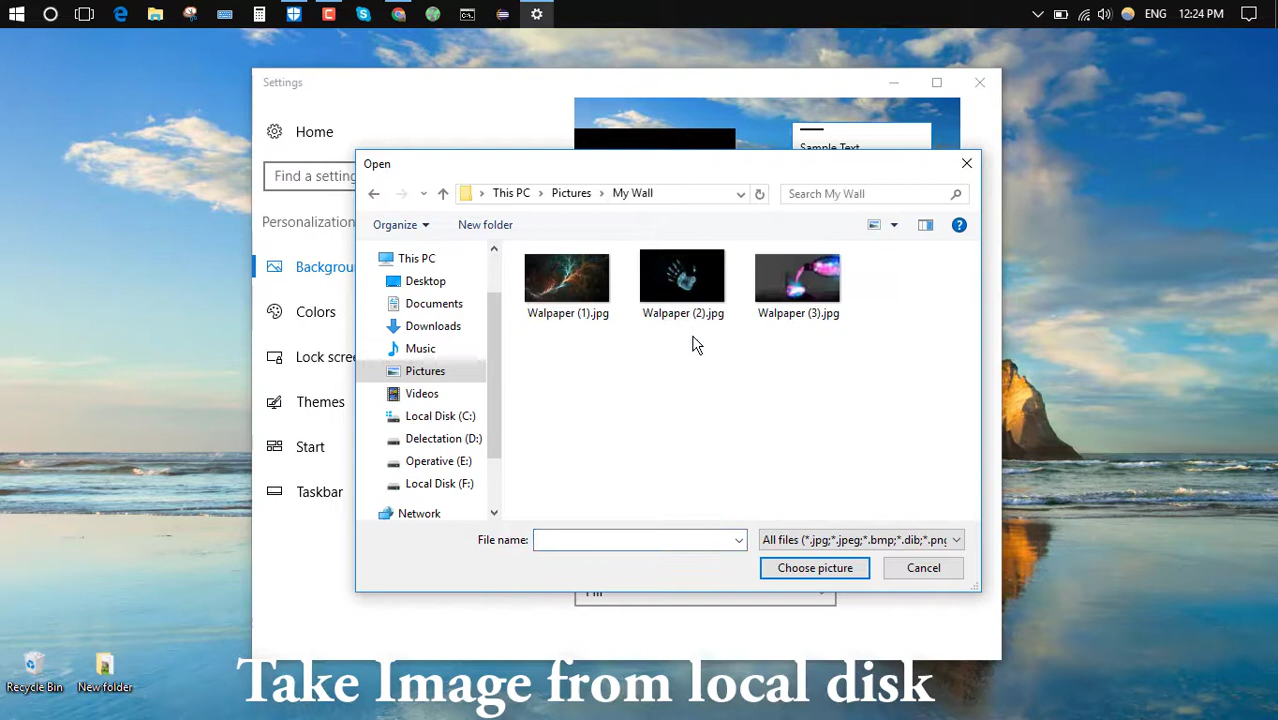 ENG
12:24 PM
Settings
Home
Find a setting
Personalization
Backgrou
Colors
Lock scree
Themes
Start
Taskbar
Sample Text
Open
This PC
Pictures
My Wall
Search My Wall
Organize
New folder
This PC
Desktop
Documents
Downloads
Music
Pictures
Videos
Local Disk (C:)
Delectation (D:)
Operative (E:)
Local Disk (F:)
Network
Walpaper (1).jpg
Walpaper (2).jpg
Walpaper (3).jpg
File name:
All files (*.jpg;*.jpeg;*.bmp;*.dib;*.png
Choose picture
Cancel
Fill
Recycle Bin
New folder
Take Image from local disk